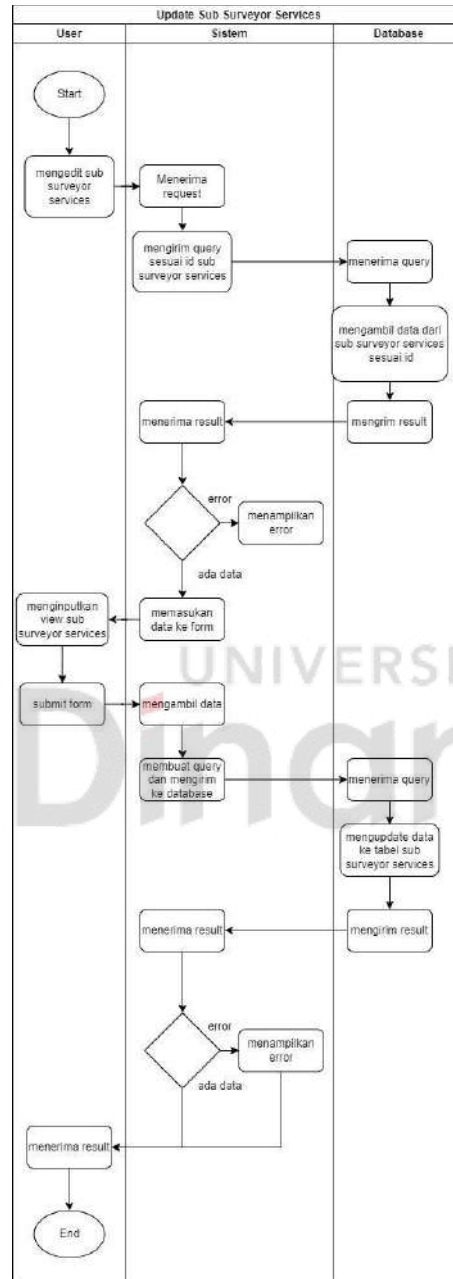 Update Sub Surveyor Services
User
Sistem
Database
Start
mengedit sub
surveyor
services
Menerima
request
mengirim query
sesuai id sub
surveyor services
menerima query
mengambil data dari
sub surveyor services
sesuai id
mengrim result
menerima result
error
menampilkan
error
ada data
memasukan
data ke form
menginputkan
view sub
surveyor services
submit form
mengambil data
membuat query
dan mengirim
ke database
menerima query
mengupdate data
ke tabel sub
surveyor services
mengirim result
menerima result
error
menampilkan
error
ada data
menerima result
End
UNIVERSI
Dinar